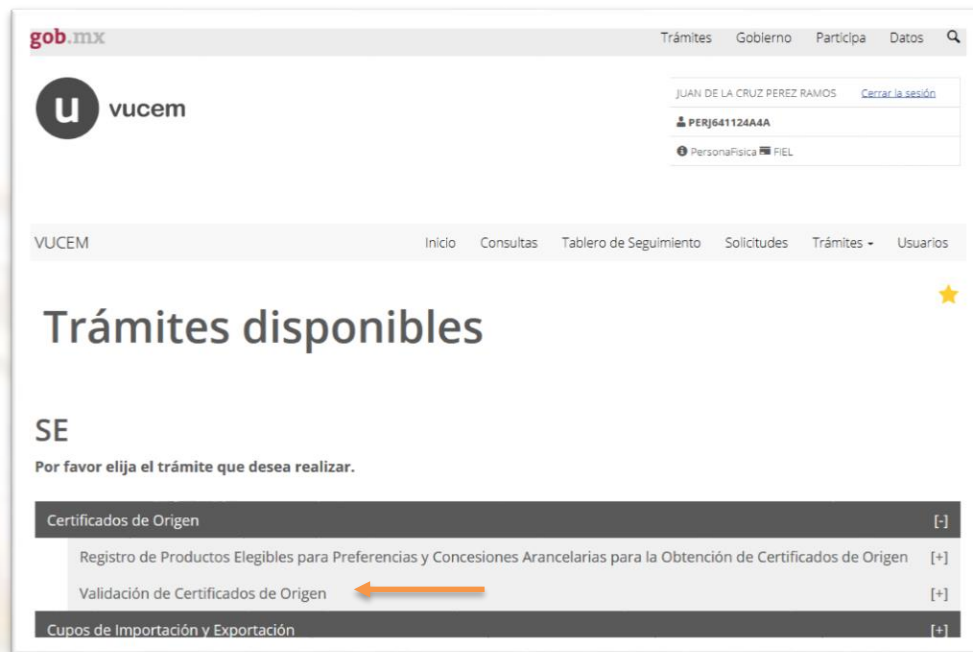 gob.mx
Trámites Gobierno Participa Datos
u vucem
JUAN DE LA CRUZ PEREZ RAMOS Cerrar la sesión
PERJ641124A4A
PersonaFisica FIEL
VUCEM Inicio Consultas Tablero de Seguimiento Solicitudes Trámites Usuarios
Trámites disponibles
SE
Por favor elija el trámite que desea realizar.
Certificados de Origen [-]
Registro de Productos Elegibles para Preferencias y Concesiones Arancelarias para la Obtención de Certificados de Origen [+]
Validación de Certificados de Origen [+]
Cupos de Importación y Exportación [+]